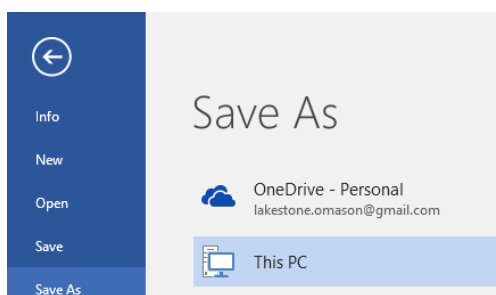 Info
New
Open
Save
Save As
Save As
OneDrive - Personal
lakestone.omason@gmail.com
This PC